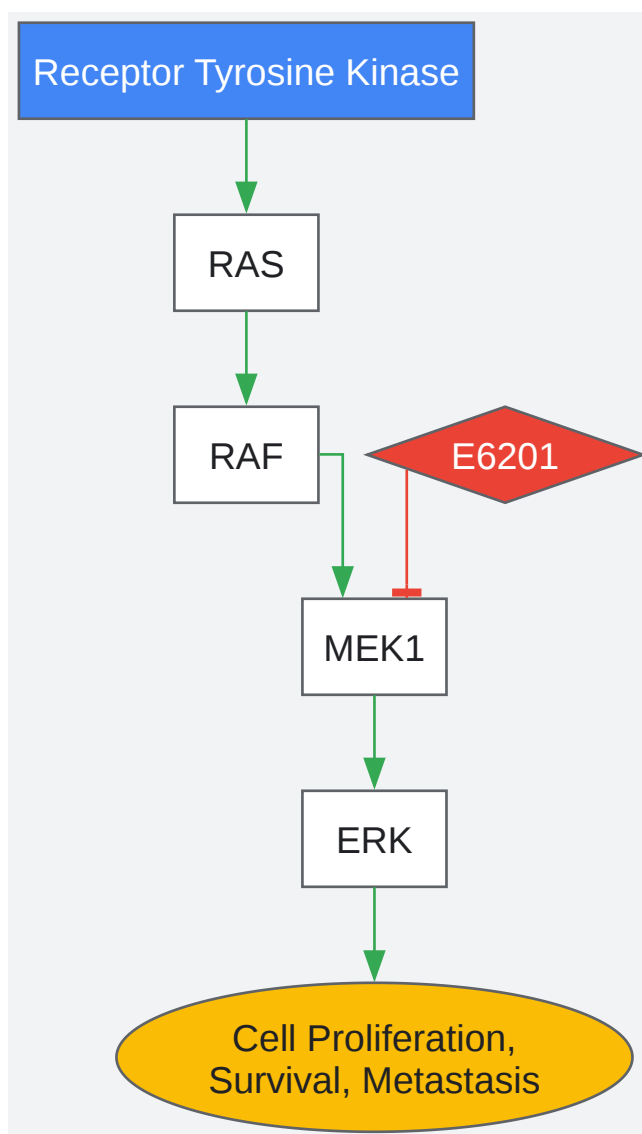 Receptor Tyrosine Kinase
RAS
RAF
E6201
MEK1
ERK
Cell Proliferation,
Survival, Metastasis